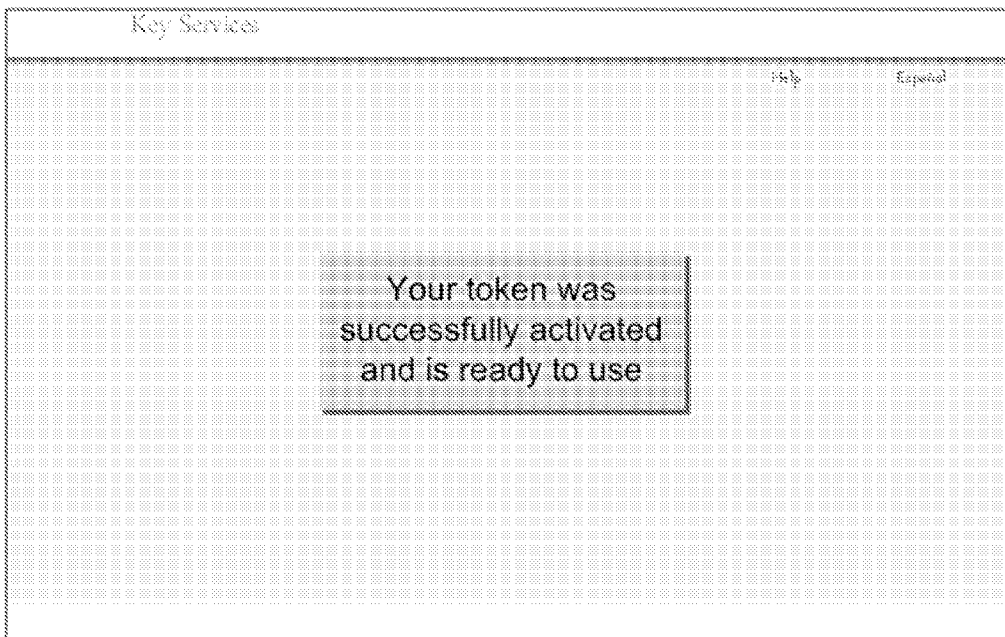 Key Services
Help Español
Your token was
successfully activated
and is ready to use